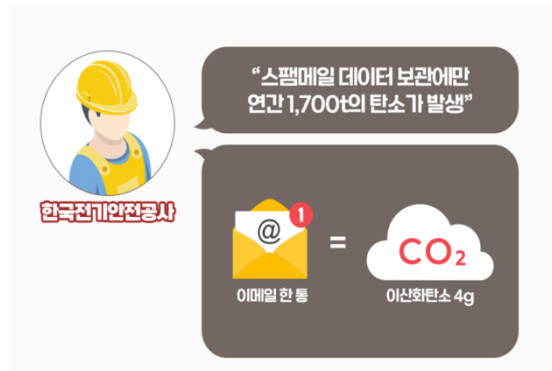 “스팸메일 데이터 보관에만
연간 1,700t의 탄소가 발생”
한국전기안전공사
@
1
=
CO₂
이메일 한 통
이산화탄소 4g